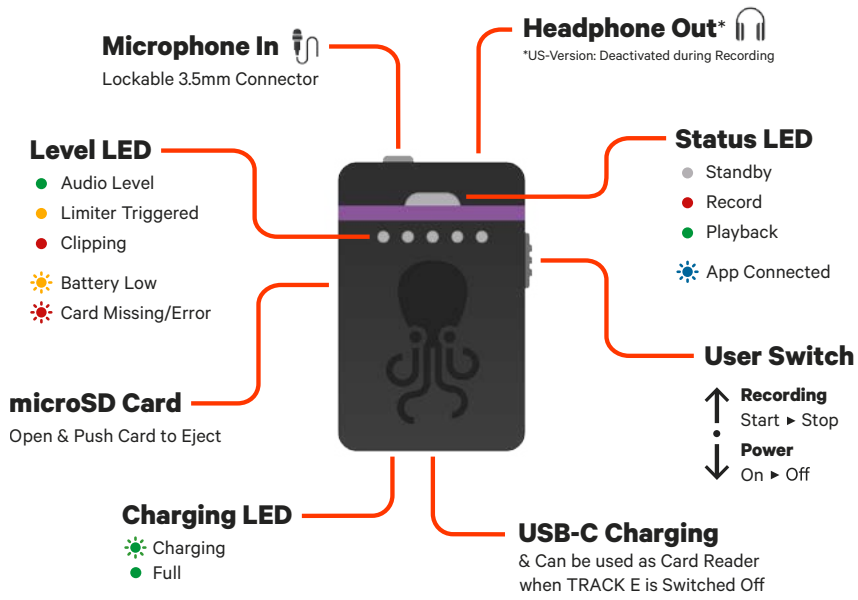 Microphone In
Lockable 3.5mm Connector
Headphone Out*
*US-Version: Deactivated during Recording
Level LED
Audio Level
Limiter Triggered
Clipping
Battery Low
Card Missing/Error
Status LED
Standby
Record
Playback
App Connected
microSD Card
Open & Push Card to Eject
User Switch
Recording
Start ▸ Stop
Power
On ▸ Off
Charging LED
Charging
Full
USB-C Charging
& Can be used as Card Reader
when TRACK E is Switched Off